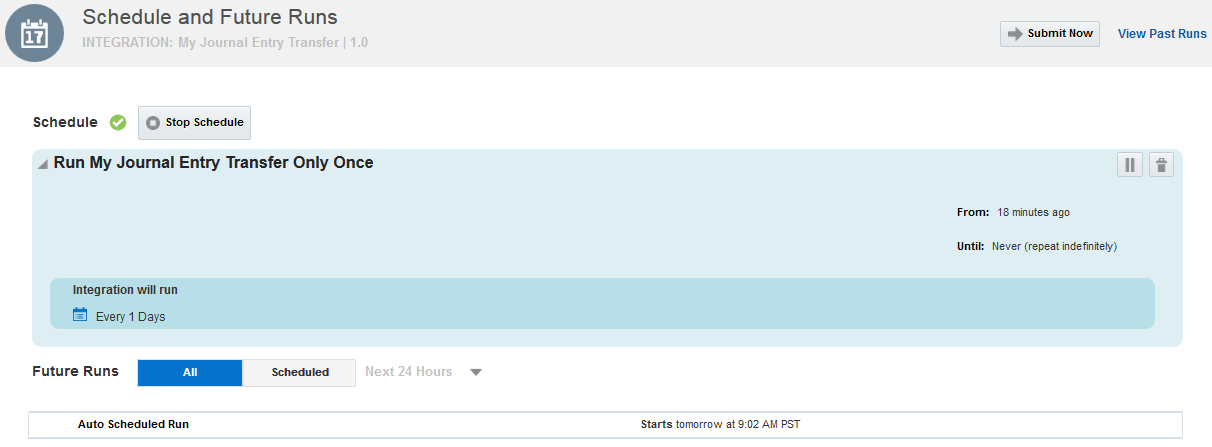 17
Schedule and Future Runs
INTEGRATION: My Journal Entry Transfer | 1.0
Submit Now
View Past Runs
Schedule
Stop Schedule
Run My Journal Entry Transfer Only Once
From: 18 minutes ago
Until: Never (repeat indefinitely)
Integration will run
Every 1 Days
Future Runs
All
Scheduled
Next 24 Hours
Auto Scheduled Run
Starts tomorrow at 9:02 AM PST